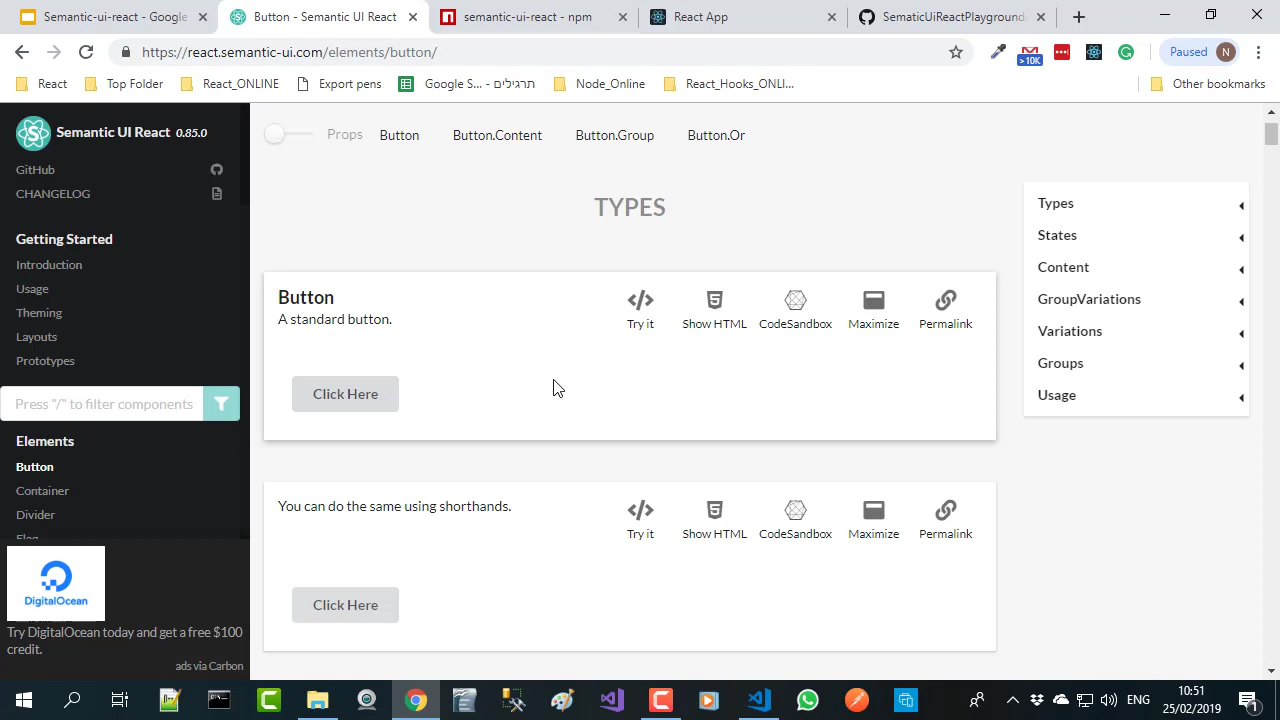 Semantic-ui-react - Google
Button - Semantic UI React
semantic-ui-react - npm
React App
SematicUiReactPlayground
https://react.semantic-ui.com/elements/button/
> 10K
Paused
N
React
Top Folder
React_ONLINE
Export pens
Google S... - תרגילים
Node_Online
React_Hooks_ONLI...
Other bookmarks
Semantic UI React 0.85.0
GitHub
CHANGELOG
Getting Started
Introduction
Usage
Theming
Layouts
Prototypes
Press "/" to filter components
Elements
Button
Container
Divider
Flag
DigitalOcean
Try DigitalOcean today and get a free $100
credit.
ads via Carbon
Props
Button
Button.Content
Button.Group
Button.Or
TYPES
Button
A standard button.
Try it
Show HTML
CodeSandbox
Maximize
Permalink
Click Here
You can do the same using shorthands.
Try it
Show HTML
CodeSandbox
Maximize
Permalink
Click Here
Types
States
Content
GroupVariations
Variations
Groups
Usage
ENG
10:51
25/02/2019
1